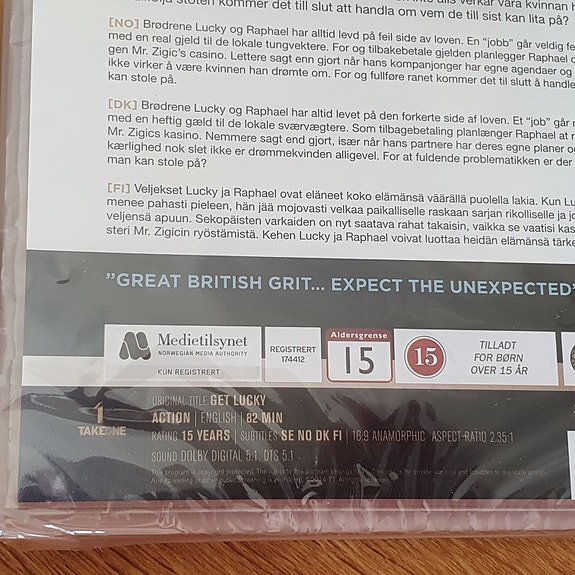 stöten kommer det till slut att handla om vem de till sist kan lita på?
[NO] Brødrene Lucky og Raphael har alltid levd på feil side av loven. En "jobb" går veldig
med en real gjeld til de lokale tungvektere. For og tilbakebetale gjelden planlegger Raphael
gen Mr. Zigic's casino. Lettere sagt enn gjort når hans kompanjonger har egne agendaer og
ikke virker å være kvinnen han drømte om. For og fullføre ranet kommer det till slutt å handle
kan stole på.
[DK] Brødrene Lucky og Raphael har altid levet på den forkerte side af loven. Et "job" går
med en heftig gæld til de lokale sværvægtere. Som tilbagebetaling planlænger Raphael at
Mr. Zigics kasino. Nemmere sagt end gjort, især når hans partnere har deres egne planer
kærlighed nok slet ikke er drømmekvinden alligevel. For at fuldende problematikken er der
man kan stole på?
[FI] Veljekset Lucky ja Raphael ovat eläneet koko elämänsä väärällä puolella lakia. Kun
menee pahasti pieleen, hän jää mojovasti velkaa paikalliselle raskaan sarjan rikolliselle ja
veljensä apuun. Sekopäisten varkaiden on nyt saatava rahat takaisin, vaikka se vaatisi
steri Mr. Zigicin ryöstämistä. Kehen Lucky ja Raphael voivat luottaa heidän elämänsä
"GREAT BRITISH GRIT... EXPECT THE UNEXPECTED"
Medietilsynet
NORWEGIAN MEDIA AUTHORITY
KUN REGISTRERT
REGISTRERT
174412
Aldersgrense
15
15
TILLADT
FOR BØRN
OVER 15 ÅR
1
TAKEONE
ORIGINAL TITLE GET LUCKY
ACTION | ENGLISH | 82 MIN
RATING 15 YEARS | SUBTITLES SE NO DK FI | 16:9 ANAMORPHIC ASPECT-RATIO 2.35:1
SOUND DOLBY DIGITAL 5.1, DTS 5.1
This program is copyright protected.